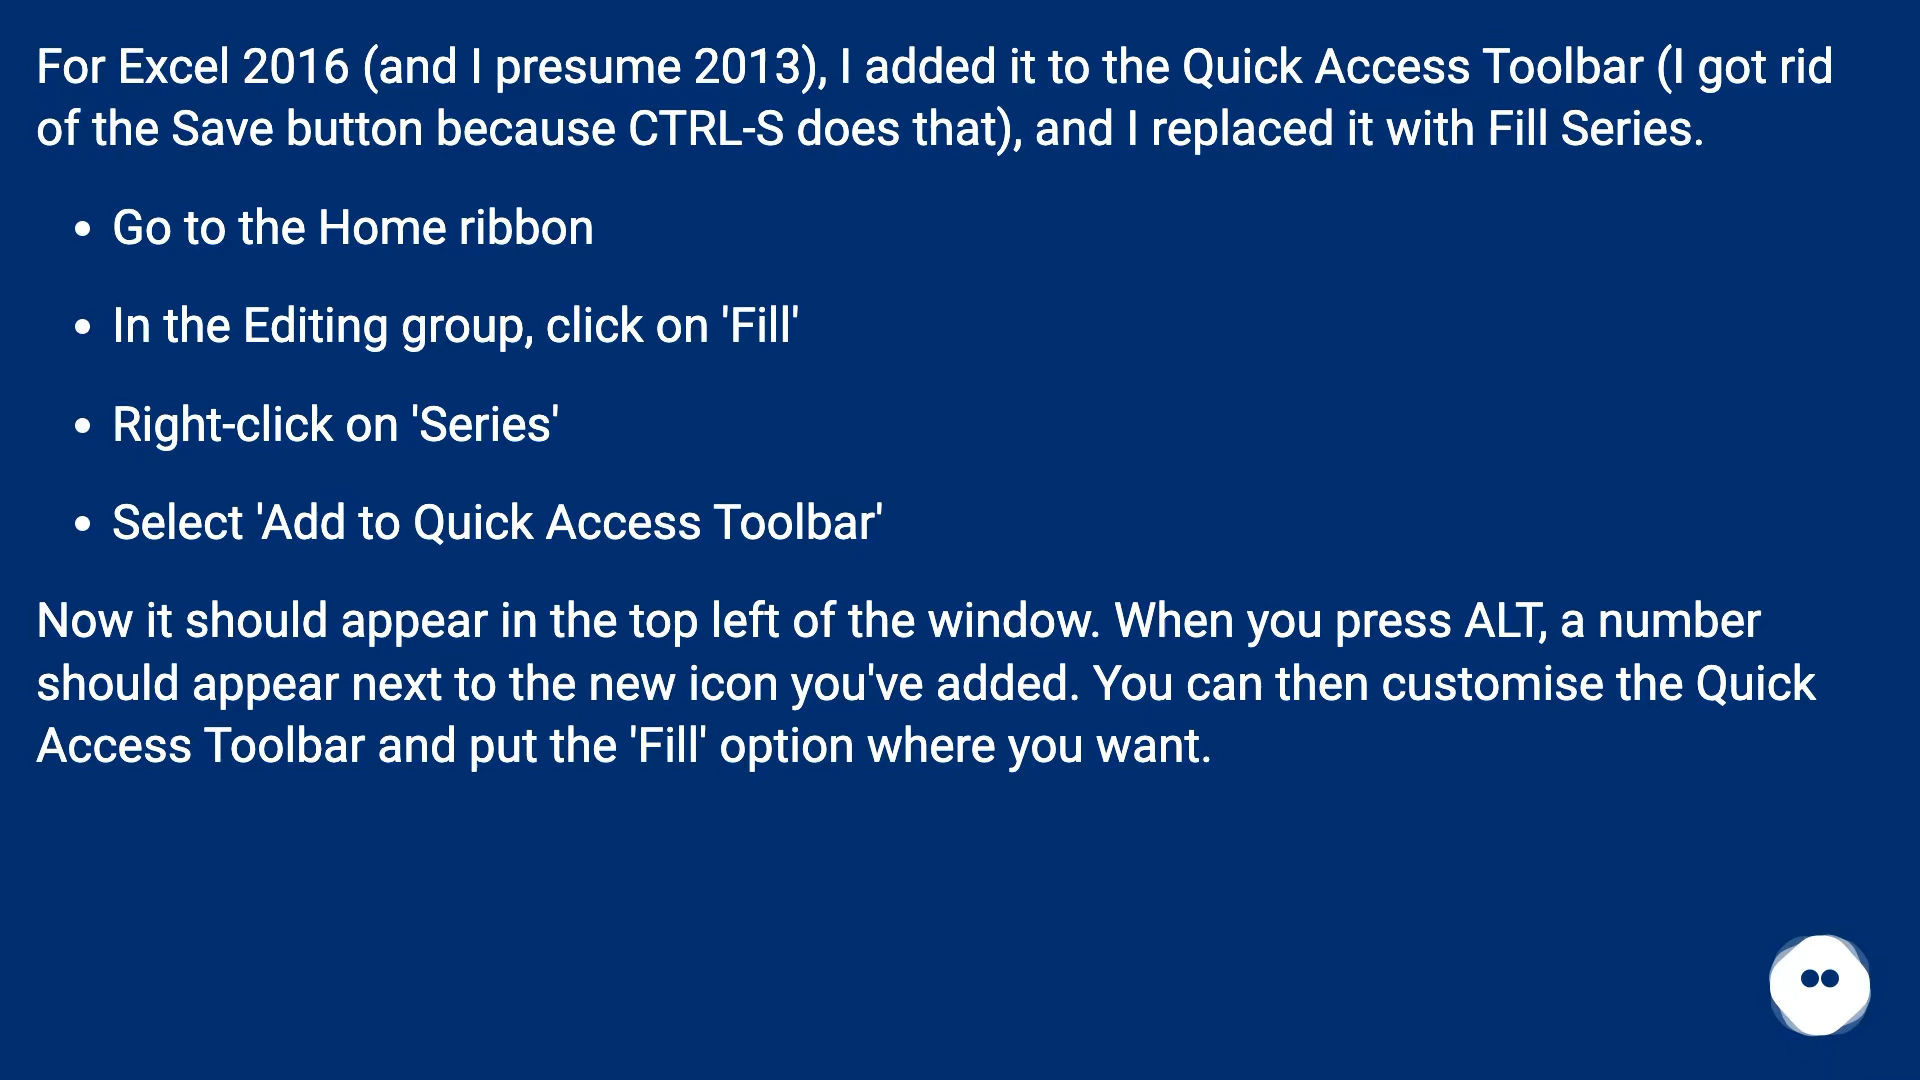 For Excel 2016 (and I presume 2013), I added it to the Quick Access Toolbar (I got rid
of the Save button because CTRL-S does that), and I replaced it with Fill Series.
• Go to the Home ribbon
• In the Editing group, click on 'Fill'
• Right-click on 'Series'
• Select 'Add to Quick Access Toolbar'
Now it should appear in the top left of the window. When you press ALT, a number
should appear next to the new icon you've added. You can then customise the Quick
Access Toolbar and put the 'Fill' option where you want.